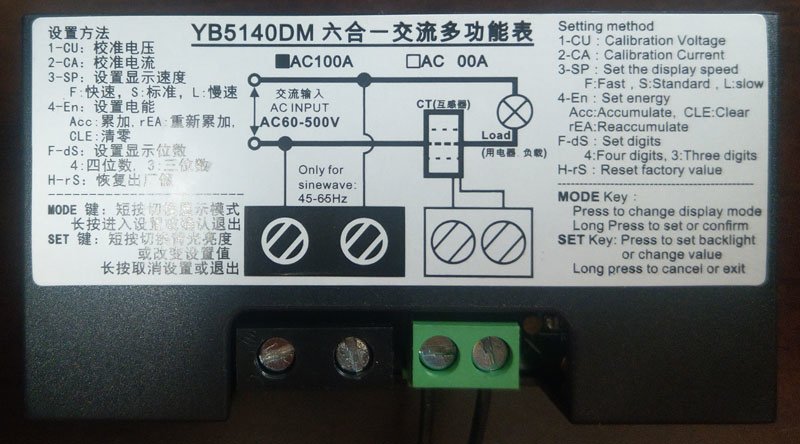 YB5140DM 六合一交流多功能表
■AC100A □AC 00A
设置方法
1-CU: 校准电压
2-CA: 校准电流
3-SP: 设置显示速度
F:快速, S:标准, L:慢速
4-En: 设置电能
Acc:累加, rEA:重新累加,
CLE:清零
F-dS: 设置显示位数
4:四位数, 3:三位数
H-rS: 恢复出厂值
MODE 键: 短按切换显示模式
长按进入设置或确认退出
SET 键: 短按切换背光亮度
或改变设置值
长按取消设置或退出
交流输入
AC INPUT
AC60-500V
CT(互感器)
Load
(用电器 负载)
Only for
sinewave:
45-66Hz
Setting method
1-CU : Calibration Voltage
2-CA : Calibration Current
3-SP : Set the display speed
F:Fast , S:Standard , L:slow
4-En : Set energy
Acc:Accumulate, CLE:Clear
rEA:Reaccumulate
F-dS : Set digits
4:Four digits, 3:Three digits
H-rS : Reset factory value
MODE Key :
Press to change display mode
Long Press to set or confirm
SET Key: Press to set backlight
or change value
Long press to cancel or exit